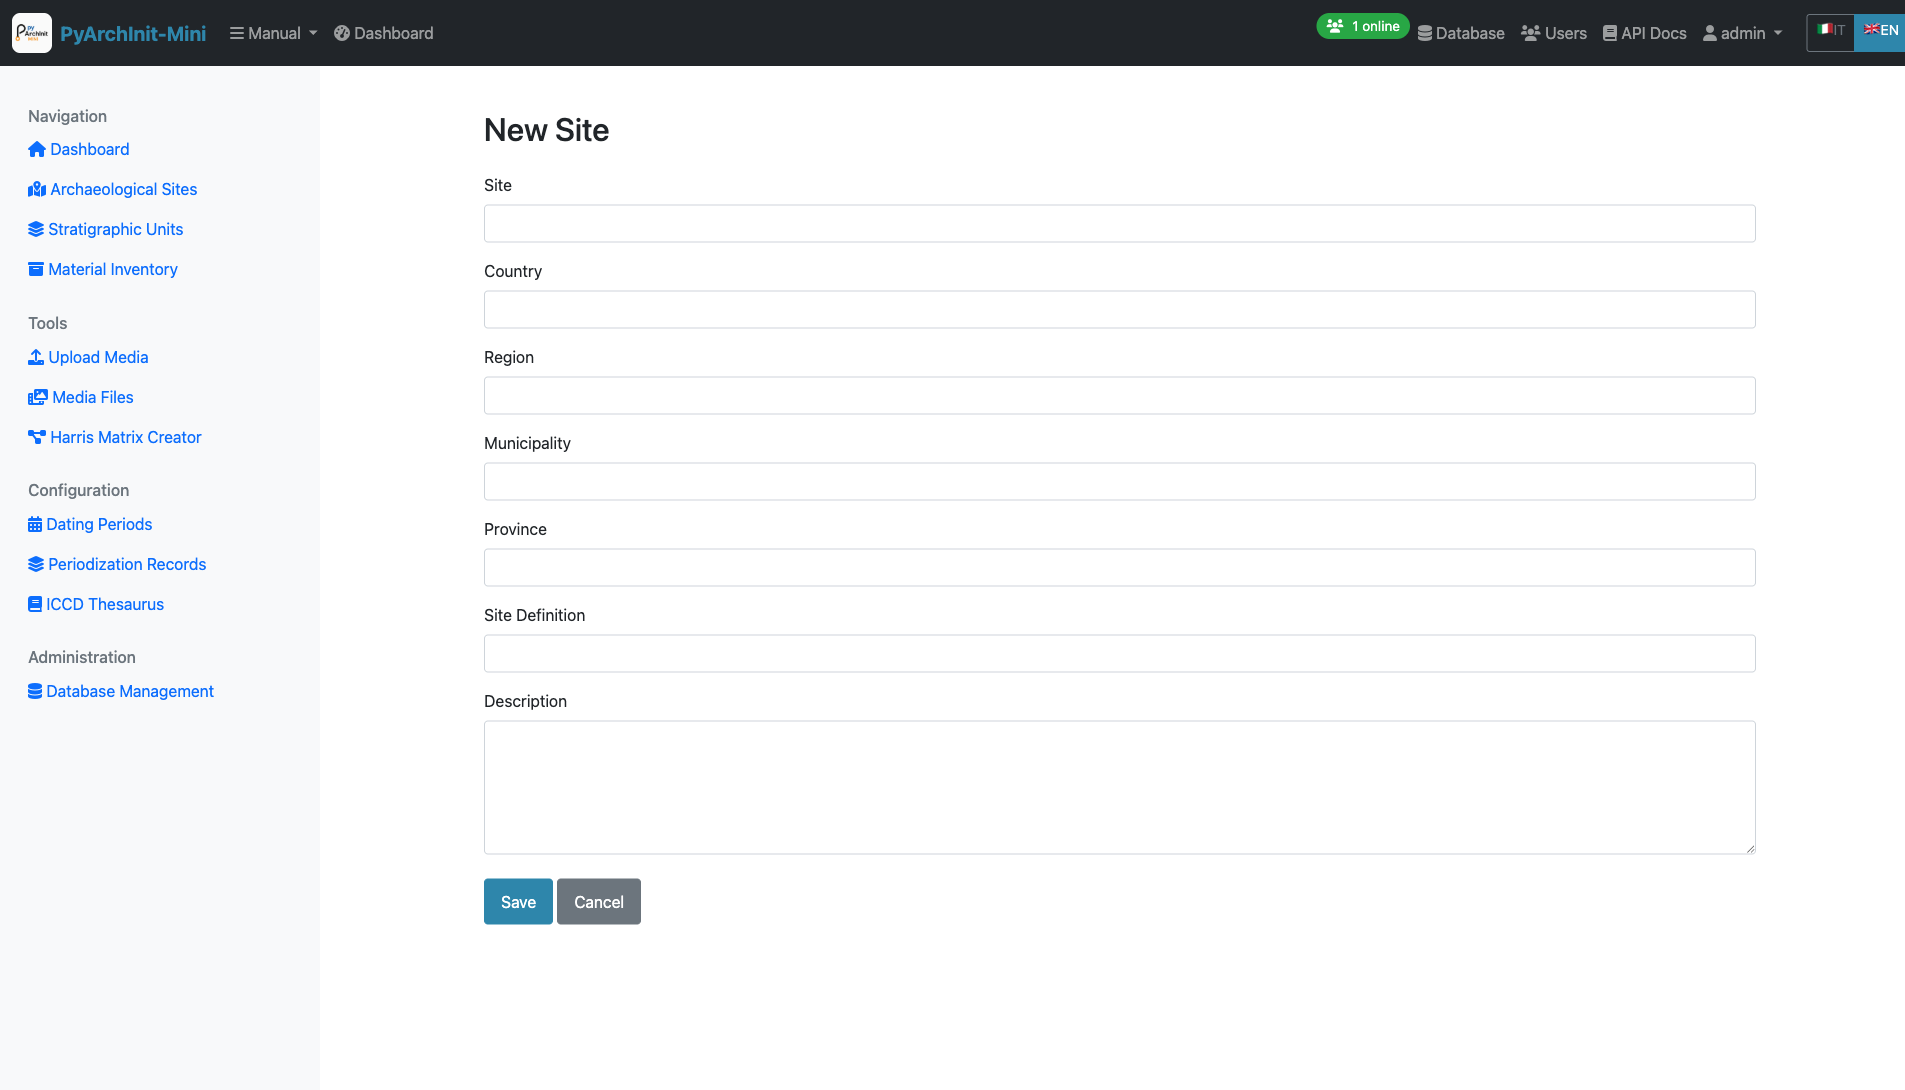 PyArchInit-Mini Manual Dashboard 1 online Database Users API Docs admin IT EN
Navigation
Dashboard
Archaeological Sites
Stratigraphic Units
Material Inventory
Tools
Upload Media
Media Files
Harris Matrix Creator
Configuration
Dating Periods
Periodization Records
ICCD Thesaurus
Administration
Database Management
New Site
Site
Country
Region
Municipality
Province
Site Definition
Description
Save Cancel